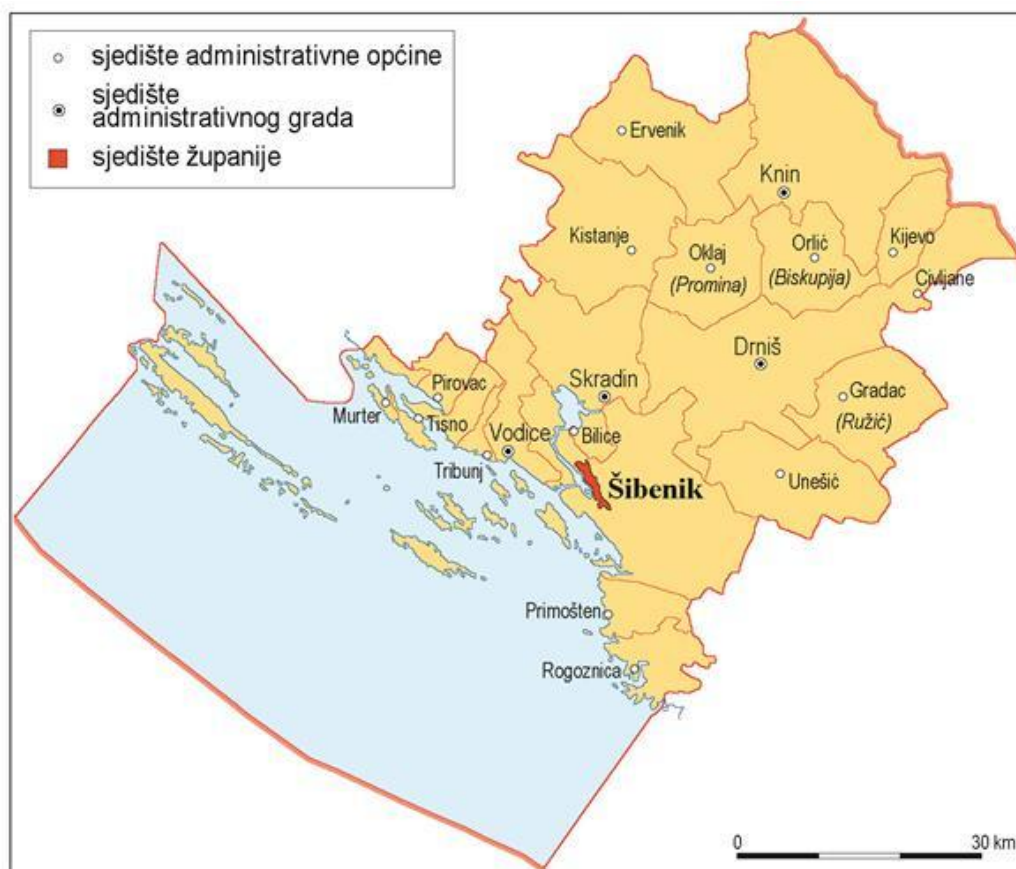 sjedište administrativne općine
sjedište
administrativnog grada
sjedište županije
Ervenik
Knin
Kistanje
Oklaj
(Promina)
Orlić
(Biskupija)
Kijevo
Civljane
Drniš
Skradin
Gradac
(Ružić)
Pirovac
Murter
Tisno
Vodice
Bilice
Tribunj
Šibenik
Unešić
Primošten
Rogoznica
0 30 km